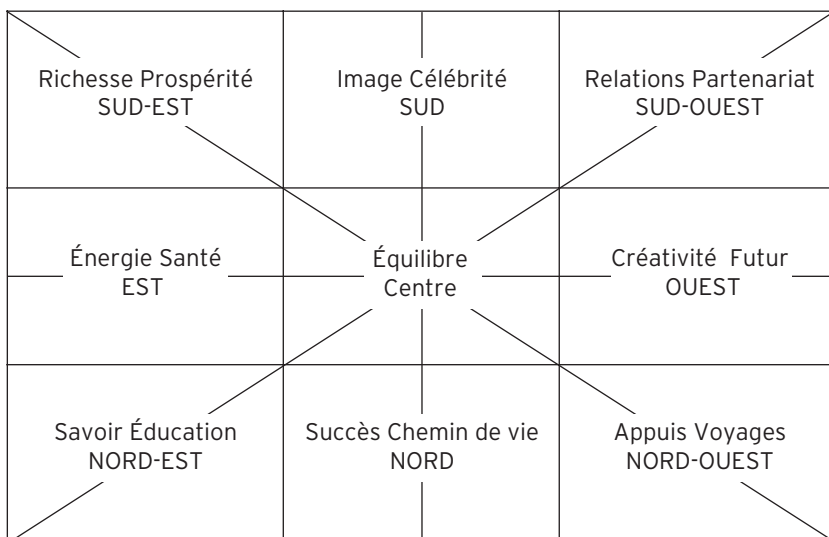 Richesse Prospérité
SUD-EST
Image Célébrité
SUD
Relations Partenariat
SUD-OUEST
Énergie Santé
EST
Équilibre
Centre
Créativité Futur
OUEST
Savoir Éducation
NORD-EST
Succès Chemin de vie
NORD
Appuis Voyages
NORD-OUEST